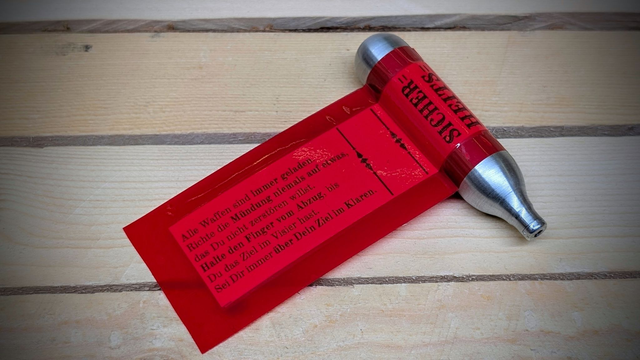 SICHER=
HEITS=
Alle Waffen sind immer geladen.
Richte die Mündung niemals auf etwas,
das Du nicht zerstören willst.
Halte den Finger vom Abzug, bis
Du das Ziel im Visier hast.
Sei Dir immer über Dein Ziel im Klaren.